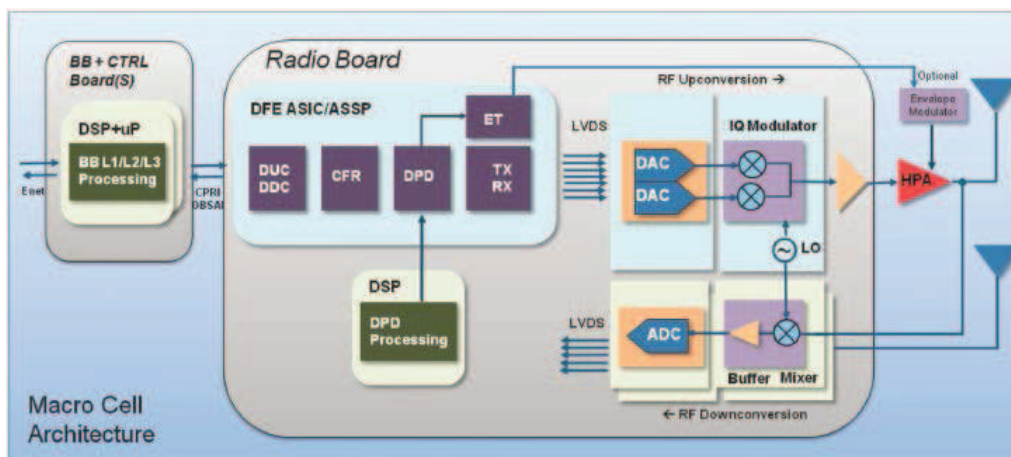 BB + CTRL
Board(S)
DSP+uP
BB L1/L2/L3
Processing
Enet
CPRI
OBSAI
Radio Board
DFE ASIC/ASSP
ET
DUC
DDC
CFR
DPD
TX
RX
DSP
DPD
Processing
LVDS
RF Upconversion →
DAC
DAC
IQ Modulator
LO
Optional
Envelope
Modulator
HPA
LVDS
ADC
Buffer
Mixer
← RF Downconversion
Macro Cell
Architecture